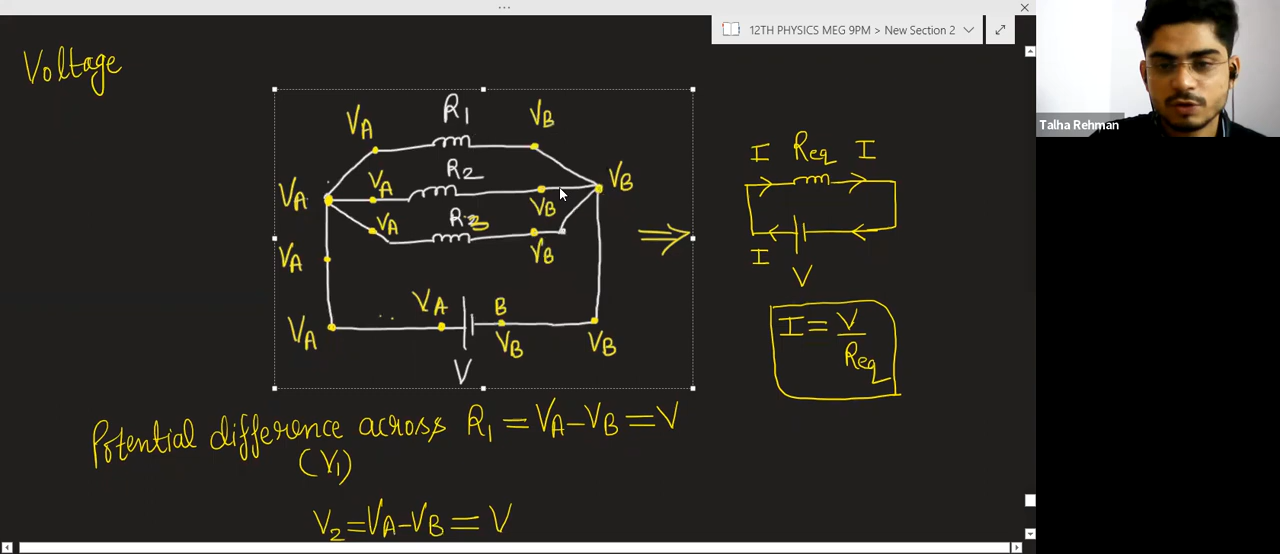 12TH PHYSICS MEG 9PM > New Section 2
Voltage
Talha Rehman
R1
VA
VB
R2
VA
VA
VB
VB
R3
VA
VB
VA
VA
B
VA
VB
VB
V
I Req I
I
V
I = V/Req
Potential difference across R1 = VA - VB = V
(V1)
V2 = VA - VB = V